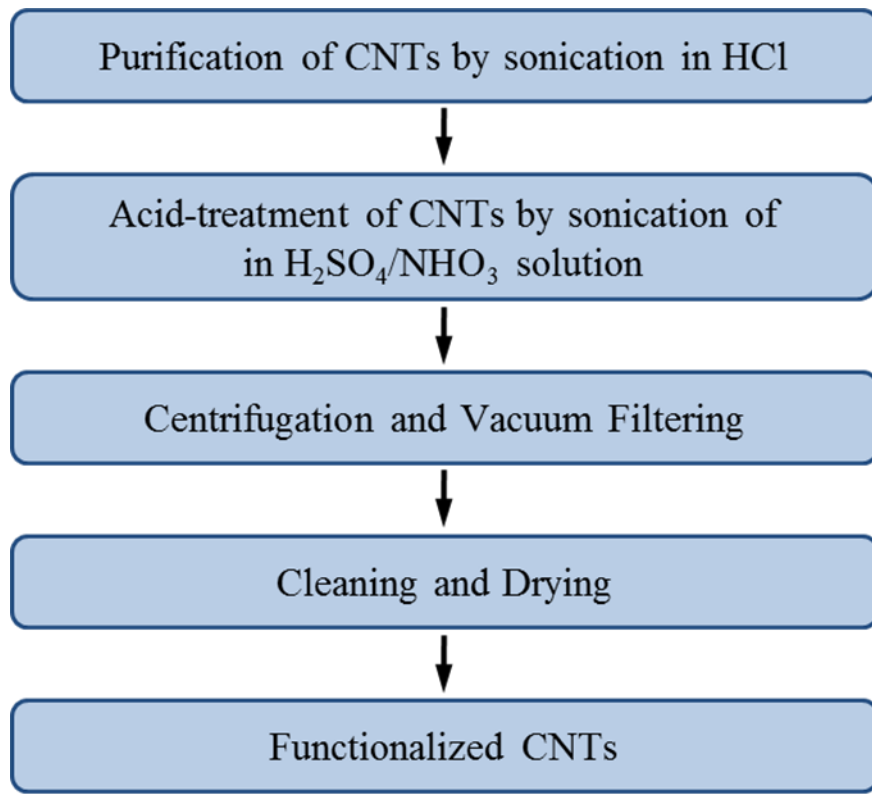 Purification of CNTs by sonication in HCl
Acid-treatment of CNTs by sonication of
in H₂SO₄/NHO₃ solution
Centrifugation and Vacuum Filtering
Cleaning and Drying
Functionalized CNTs